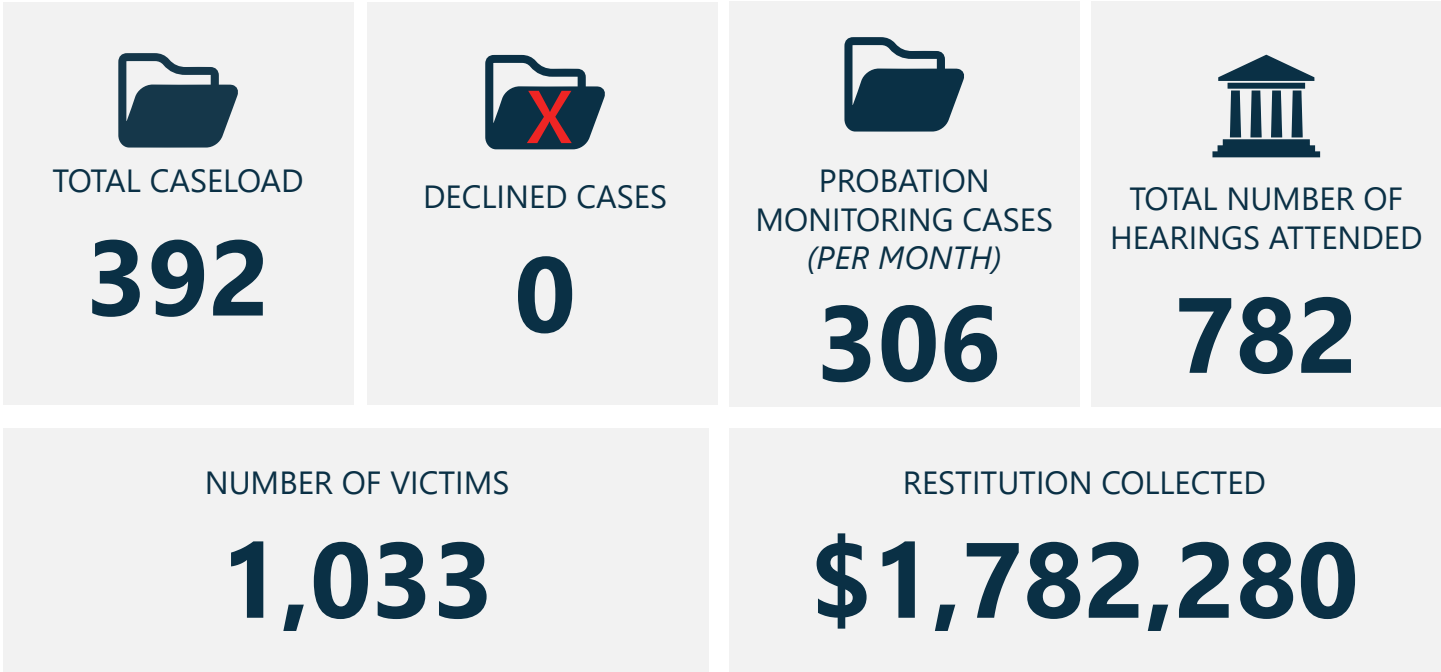 X
TOTAL CASELOAD
392
DECLINED CASES
0
PROBATION
MONITORING CASES
(PER MONTH)
306
TOTAL NUMBER OF
HEARINGS ATTENDED
782
NUMBER OF VICTIMS
1,033
RESTITUTION COLLECTED
$1,782,280